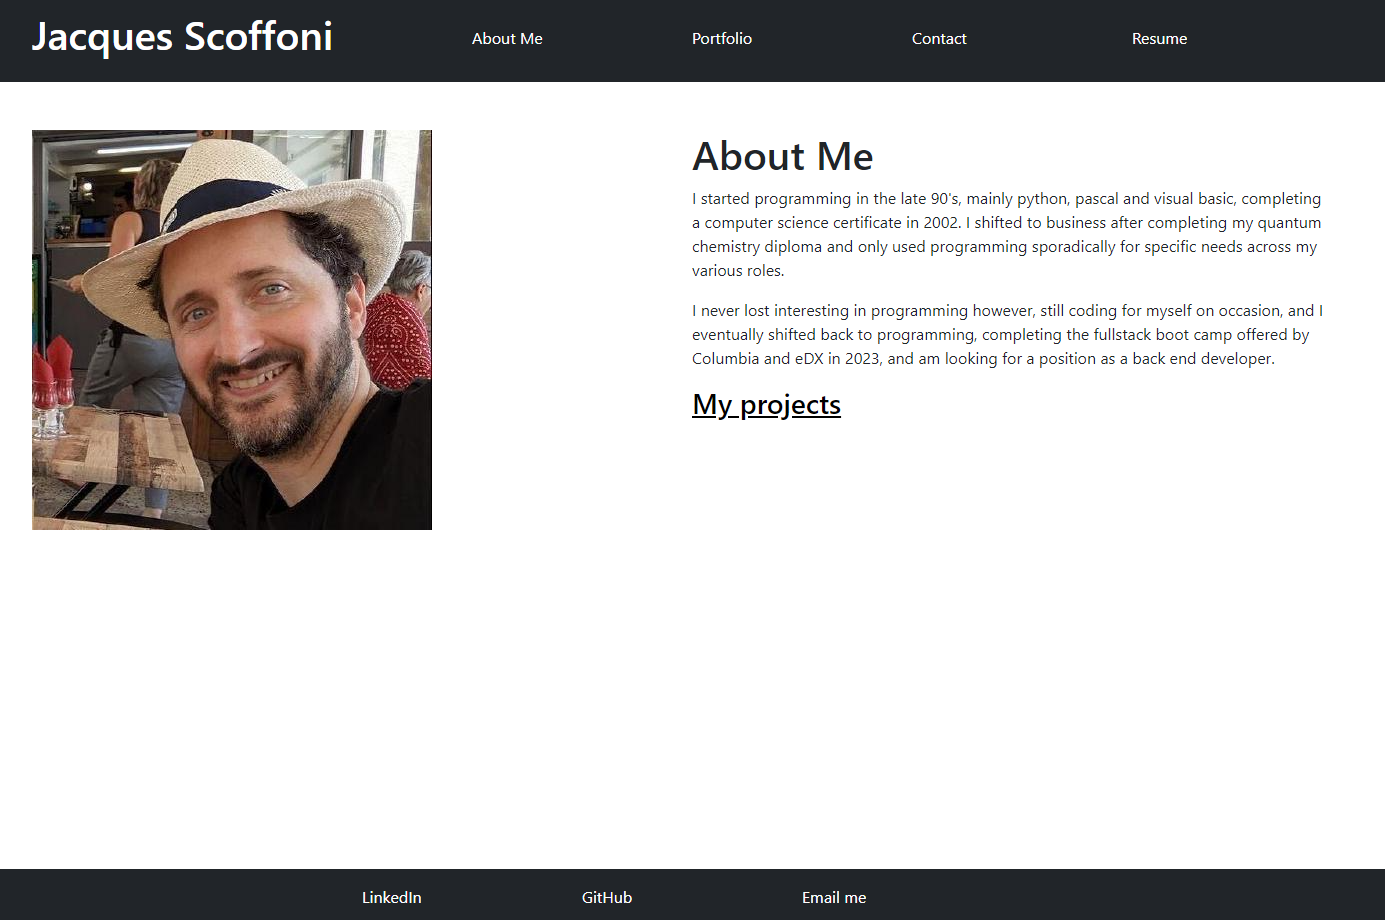 Jacques Scoffoni
About Me
Portfolio
Contact
Resume
About Me
I started programming in the late 90's, mainly python, pascal and visual basic, completing
a computer science certificate in 2002. I shifted to business after completing my quantum
chemistry diploma and only used programming sporadically for specific needs across my
various roles.
I never lost interesting in programming however, still coding for myself on occasion, and I
eventually shifted back to programming, completing the fullstack boot camp offered by
Columbia and eDX in 2023, and am looking for a position as a back end developer.
My projects
LinkedIn
GitHub
Email me